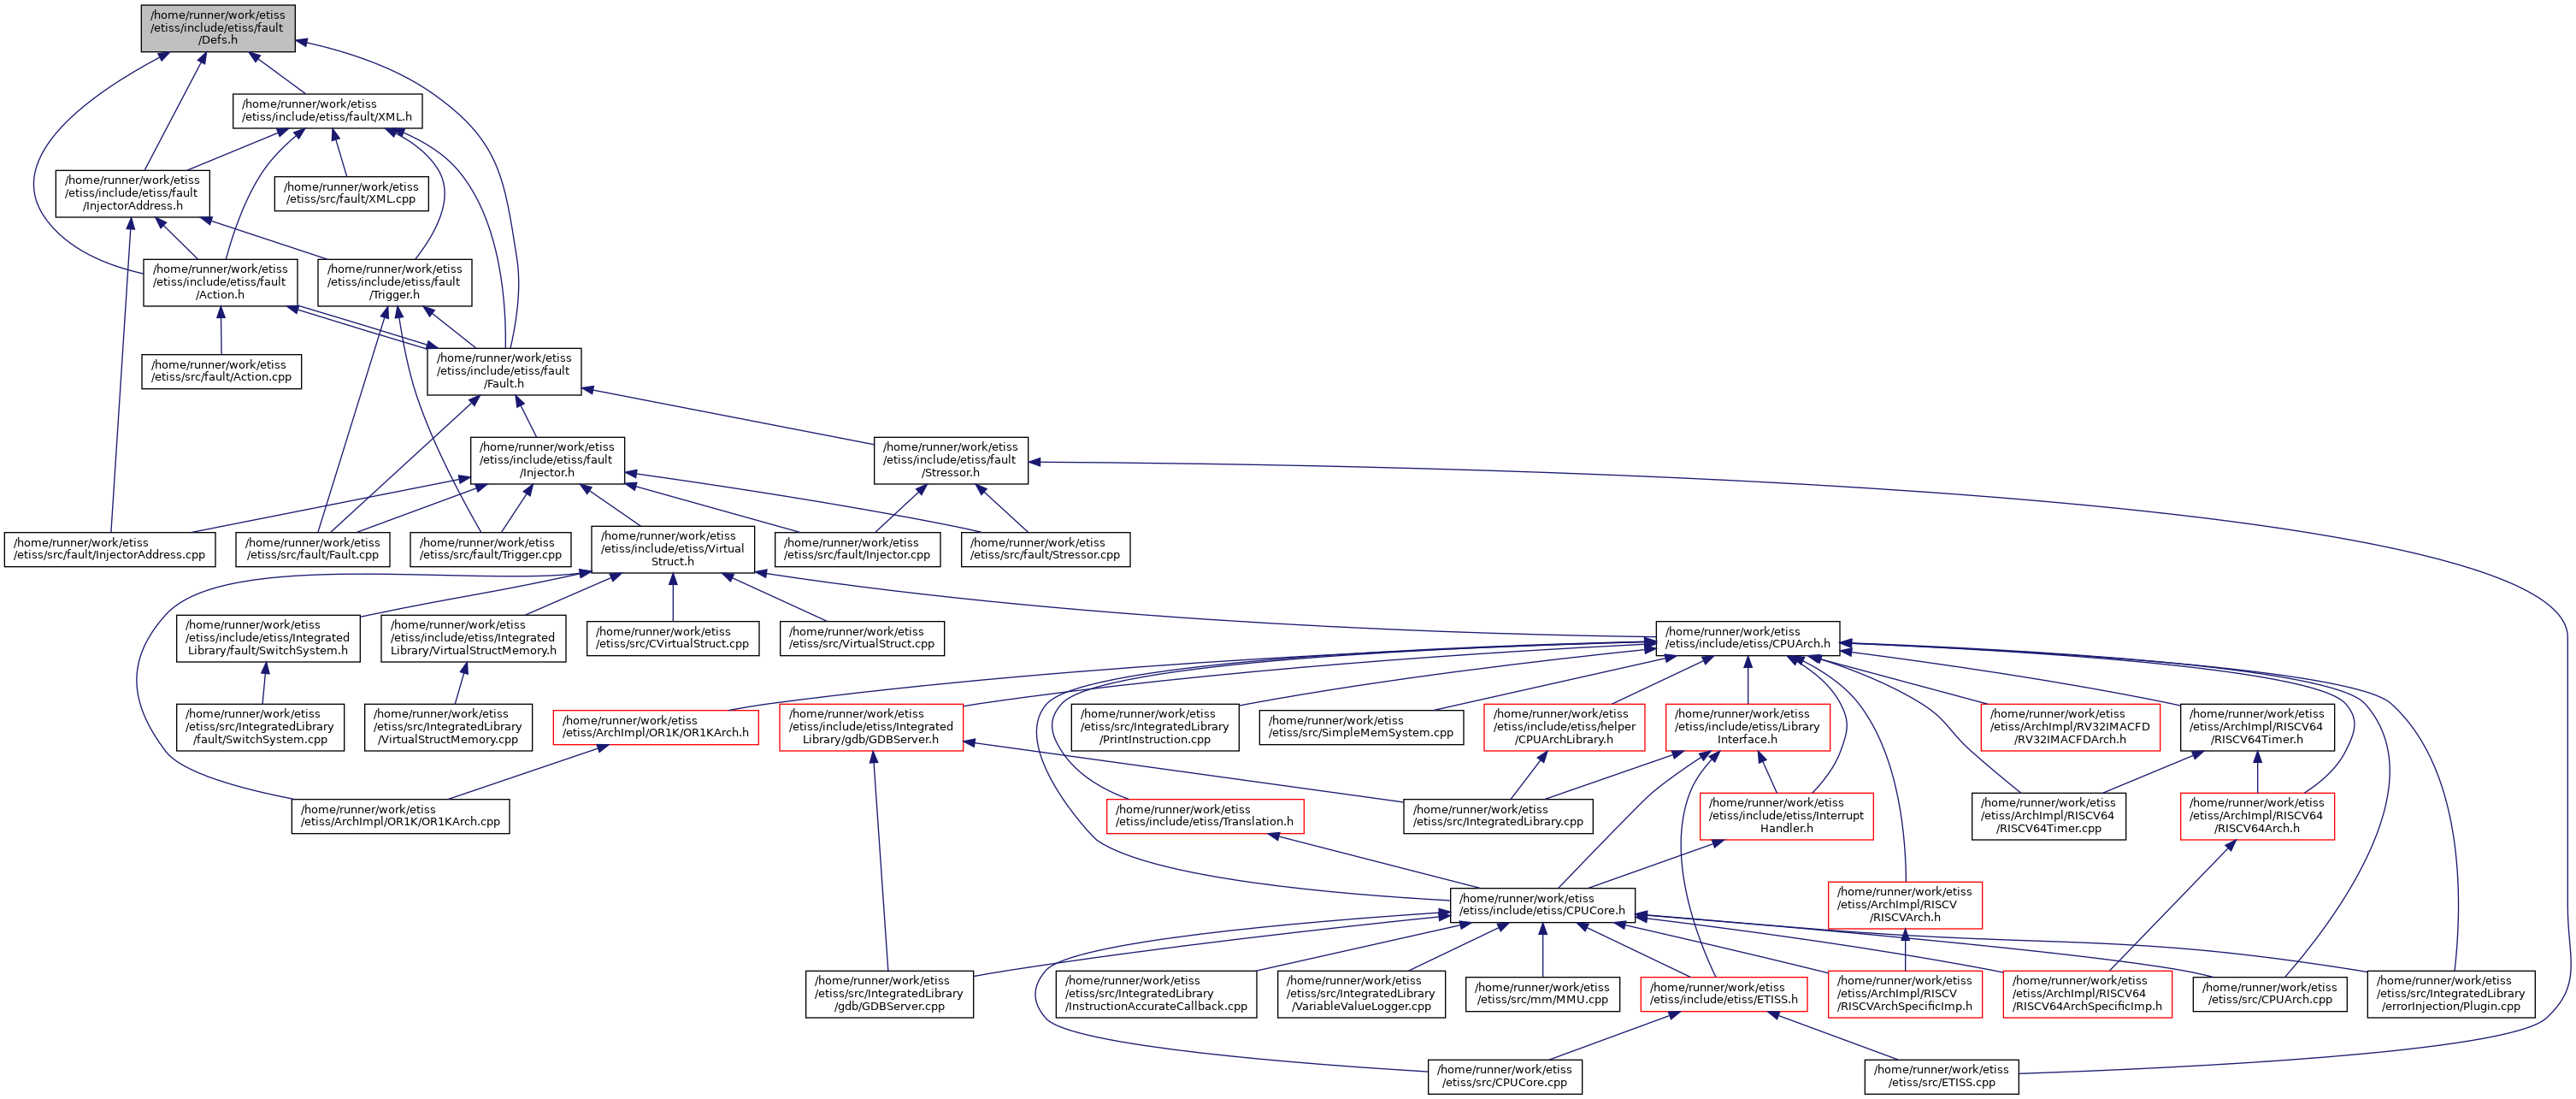 /home/runner/work/etiss
/etiss/include/etiss/fault
/Defs.h
/home/runner/work/etiss
/etiss/include/etiss/fault/XML.h
/home/runner/work/etiss
/etiss/include/etiss/fault
/InjectorAddress.h
/home/runner/work/etiss
/etiss/src/fault/XML.cpp
/home/runner/work/etiss
/etiss/include/etiss/fault
/Action.h
/home/runner/work/etiss
/etiss/include/etiss/fault
/Trigger.h
/home/runner/work/etiss
/etiss/src/fault/Action.cpp
/home/runner/work/etiss
/etiss/include/etiss/fault
/Fault.h
/home/runner/work/etiss
/etiss/include/etiss/fault
/Injector.h
/home/runner/work/etiss
/etiss/include/etiss/fault
/Stressor.h
/home/runner/work/etiss
/etiss/src/fault/InjectorAddress.cpp
/home/runner/work/etiss
/etiss/src/fault/Fault.cpp
/home/runner/work/etiss
/etiss/src/fault/Trigger.cpp
/home/runner/work/etiss
/etiss/include/etiss/Virtual
Struct.h
/home/runner/work/etiss
/etiss/src/fault/Injector.cpp
/home/runner/work/etiss
/etiss/src/fault/Stressor.cpp
/home/runner/work/etiss
/etiss/include/etiss/Integrated
Library/fault/SwitchSystem.h
/home/runner/work/etiss
/etiss/include/etiss/Integrated
Library/VirtualStructMemory.h
/home/runner/work/etiss
/etiss/src/CVirtualStruct.cpp
/home/runner/work/etiss
/etiss/src/VirtualStruct.cpp
/home/runner/work/etiss
/etiss/include/etiss/CPUArch.h
/home/runner/work/etiss
/etiss/src/IntegratedLibrary
/fault/SwitchSystem.cpp
/home/runner/work/etiss
/etiss/src/IntegratedLibrary
/VirtualStructMemory.cpp
/home/runner/work/etiss
/etiss/ArchImpl/OR1K/OR1KArch.h
/home/runner/work/etiss
/etiss/include/etiss/Integrated
Library/gdb/GDBServer.h
/home/runner/work/etiss
/etiss/src/IntegratedLibrary
/PrintInstruction.cpp
/home/runner/work/etiss
/etiss/src/SimpleMemSystem.cpp
/home/runner/work/etiss
/etiss/include/etiss/helper
/CPUArchLibrary.h
/home/runner/work/etiss
/etiss/include/etiss/Library
Interface.h
/home/runner/work/etiss
/etiss/ArchImpl/RV32IMACFD
/RV32IMACFDArch.h
/home/runner/work/etiss
/etiss/ArchImpl/RISCV64
/RISCV64Timer.h
/home/runner/work/etiss
/etiss/ArchImpl/OR1K/OR1KArch.cpp
/home/runner/work/etiss
/etiss/include/etiss/Translation.h
/home/runner/work/etiss
/etiss/src/IntegratedLibrary.cpp
/home/runner/work/etiss
/etiss/include/etiss/Interrupt
Handler.h
/home/runner/work/etiss
/etiss/ArchImpl/RISCV64
/RISCV64Timer.cpp
/home/runner/work/etiss
/etiss/ArchImpl/RISCV64
/RISCV64Arch.h
/home/runner/work/etiss
/etiss/include/etiss/CPUCore.h
/home/runner/work/etiss
/etiss/ArchImpl/RISCV
/RISCVArch.h
/home/runner/work/etiss
/etiss/src/IntegratedLibrary
/gdb/GDBServer.cpp
/home/runner/work/etiss
/etiss/src/IntegratedLibrary
/InstructionAccurateCallback.cpp
/home/runner/work/etiss
/etiss/src/IntegratedLibrary
/VariableValueLogger.cpp
/home/runner/work/etiss
/etiss/src/mm/MMU.cpp
/home/runner/work/etiss
/etiss/include/etiss/ETISS.h
/home/runner/work/etiss
/etiss/ArchImpl/RISCV
/RISCVArchSpecificImp.h
/home/runner/work/etiss
/etiss/ArchImpl/RISCV64
/RISCV64ArchSpecificImp.h
/home/runner/work/etiss
/etiss/src/CPUArch.cpp
/home/runner/work/etiss
/etiss/src/IntegratedLibrary
/errorInjection/Plugin.cpp
/home/runner/work/etiss
/etiss/src/CPUCore.cpp
/home/runner/work/etiss
/etiss/src/ETISS.cpp